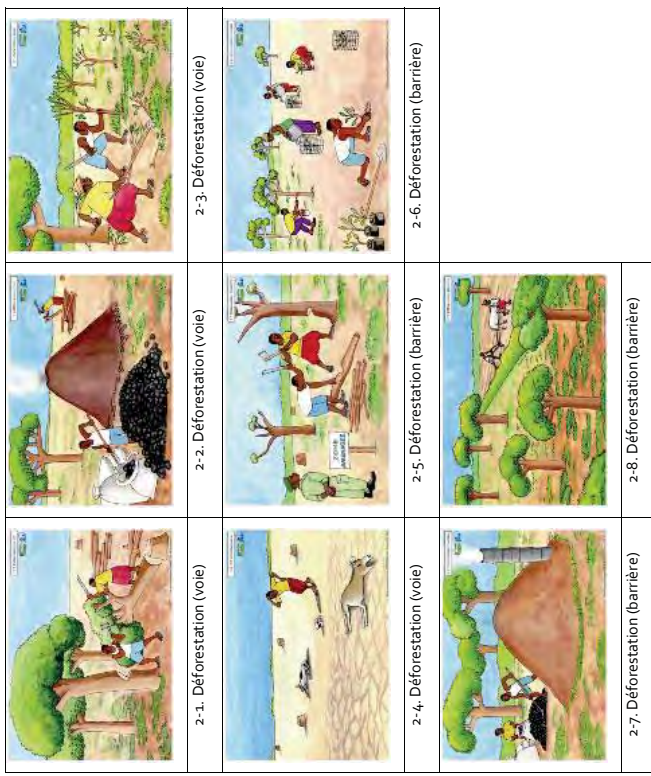 2-1. Déforestation (voie)
2-2. Déforestation (voie)
2-3. Déforestation (voie)
2-4. Déforestation (voie)
ZONE
2-5. Déforestation (barrière)
2-6. Déforestation (barrière)
2-7. Déforestation (barrière)
2-8. Déforestation (barrière)